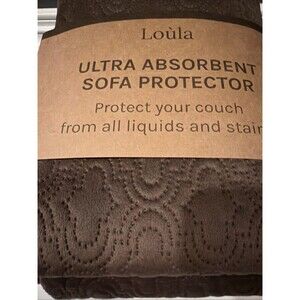 Loùla
ULTRA ABSORBENT
SOFA PROTECTOR
Protect your couch
from all liquids and stain